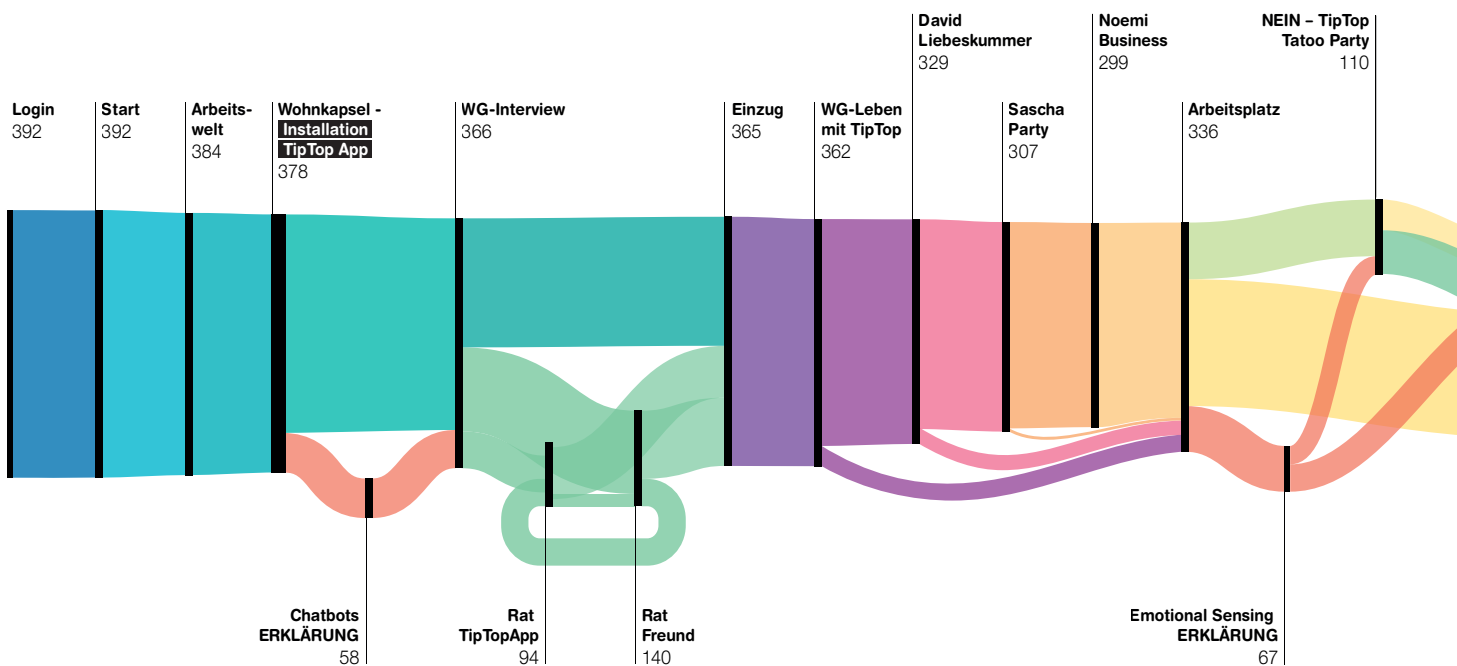 Login
392
Start
392
Arbeits-
welt
384
Wohnkapsel -
Installation
TipTop App
378
WG-Interview
366
Einzug
365
WG-Leben
mit TipTop
362
David
Liebeskummer
329
Sascha
Party
307
Noemi
Business
299
Arbeitsplatz
336
NEIN – TipTop
Tatoo Party
110
Chatbots
ERKLÄRUNG
58
Rat
TipTopApp
94
Rat
Freund
140
Emotional Sensing
ERKLÄRUNG
67